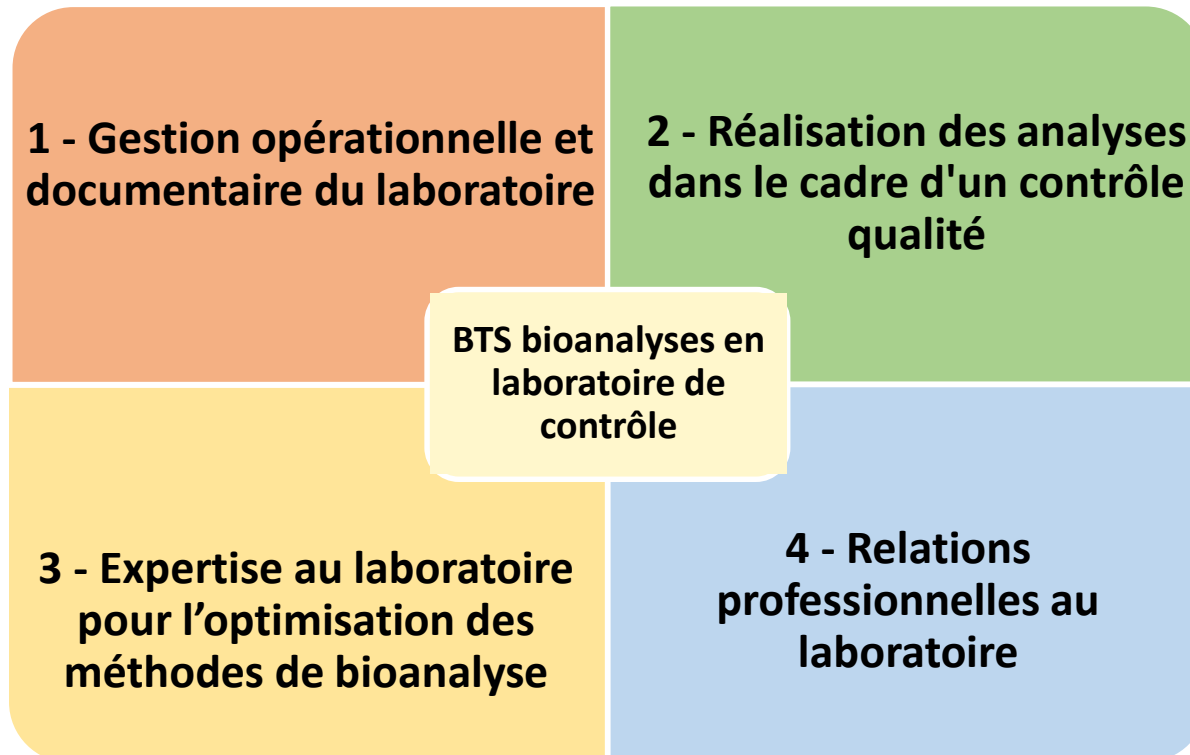 1 - Gestion opérationnelle et
documentaire du laboratoire
2 - Réalisation des analyses
dans le cadre d'un contrôle
qualité
BTS bioanalyses en
laboratoire de
contrôle
3 - Expertise au laboratoire
pour l’optimisation des
méthodes de bioanalyse
4 - Relations
professionnelles au
laboratoire